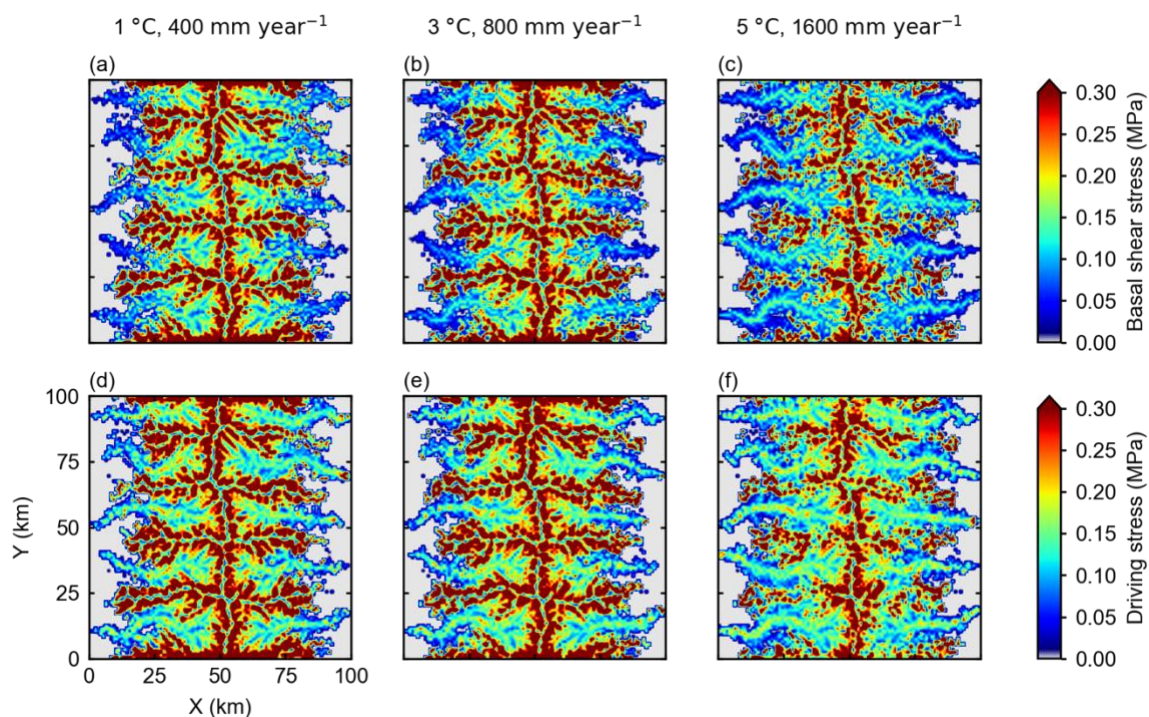 1 °C, 400 mm year⁻¹ 3 °C, 800 mm year⁻¹ 5 °C, 1600 mm year⁻¹
(a) (b) (c)
0.30
0.25
0.20
0.15
0.10
0.05
0.00
Basal shear stress (MPa)
(d) (e) (f)
100
75
50
25
0
Y (km)
0 25 50 75 100
X (km)
0.30
0.25
0.20
0.15
0.10
0.05
0.00
Driving stress (MPa)